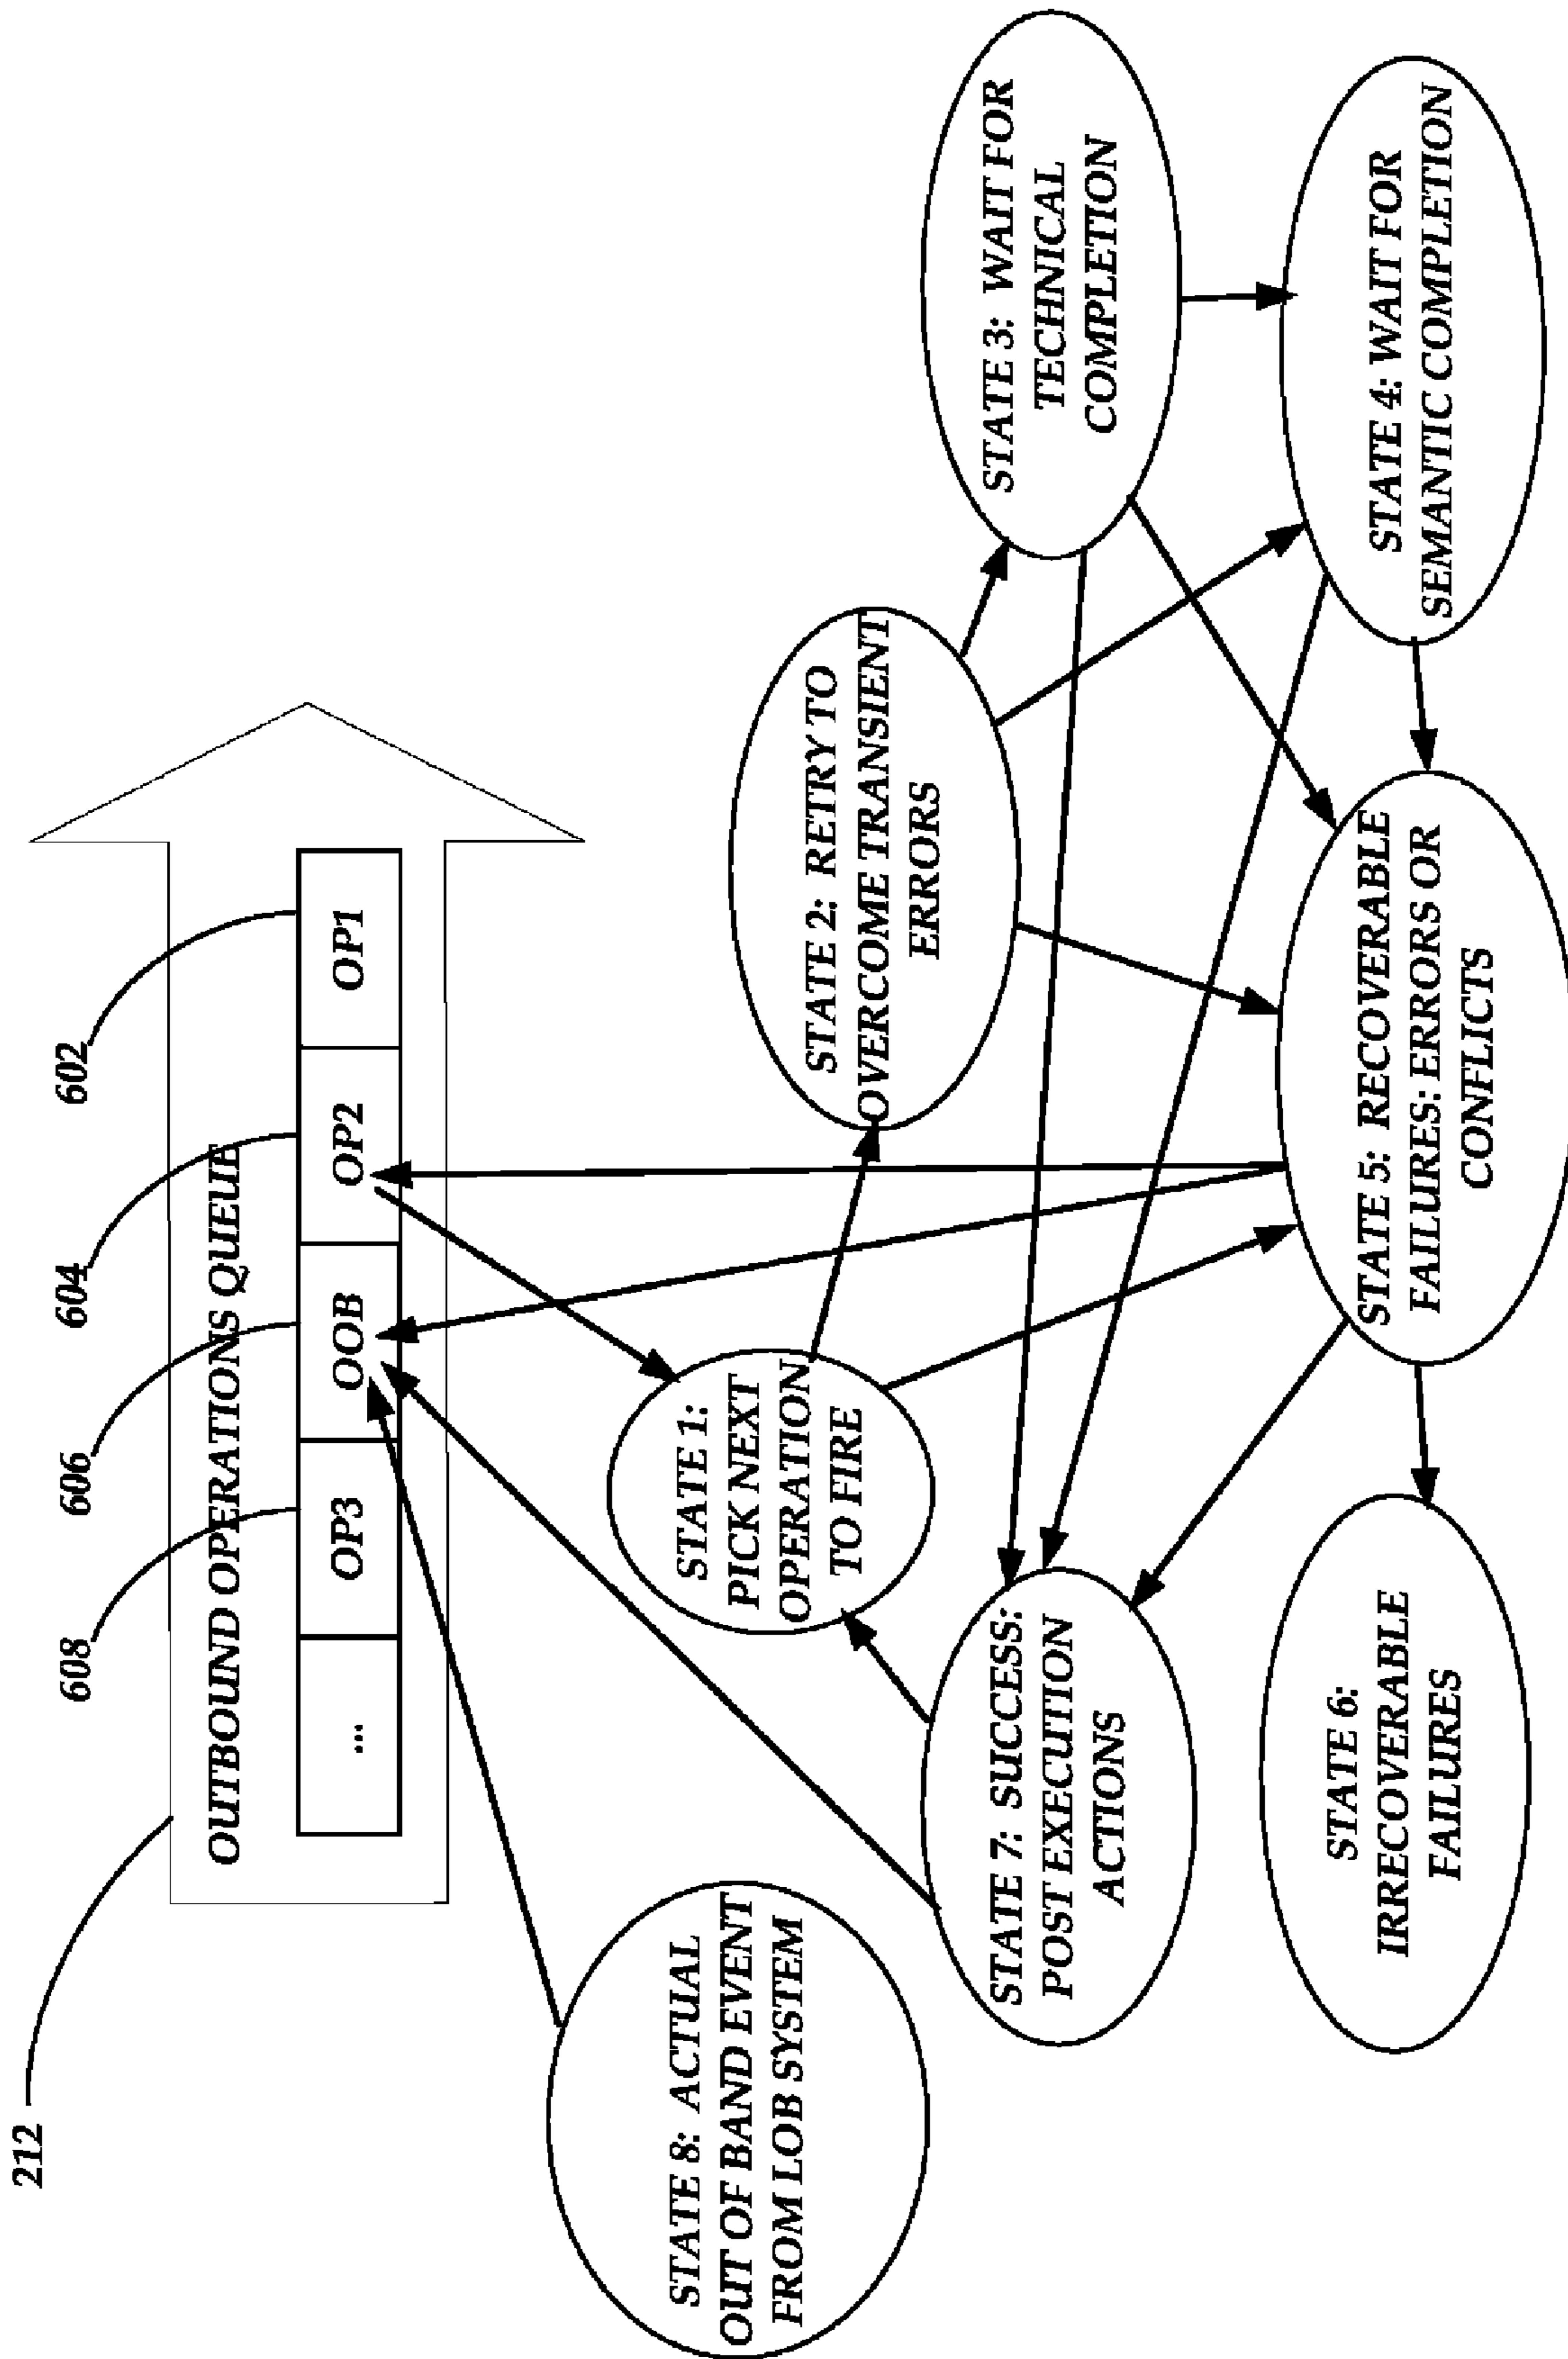 212
608
606
604
602
OUTBOUND OPERATIONS QUEUE
...
OP3
OOB
OP2
OP1
STATE 8: ACTUAL
OUT OF BAND EVENT
FROM LOB SYSTEM
STATE 1:
PICK NEXT
OPERATION
TO FIRE
STATE 2: RETRY TO
OVERCOME TRANSIENT
ERRORS
STATE 7: SUCCESS:
POST EXECUTION
ACTIONS
STATE 3: WAIT FOR
TECHNICAL
COMPLETION
STATE 6:
IRRECOVERABLE
FAILURES
STATE 5: RECOVERABLE
FAILURES: ERRORS OR
CONFLICTS
STATE 4: WAIT FOR
SEMANTIC COMPLETION